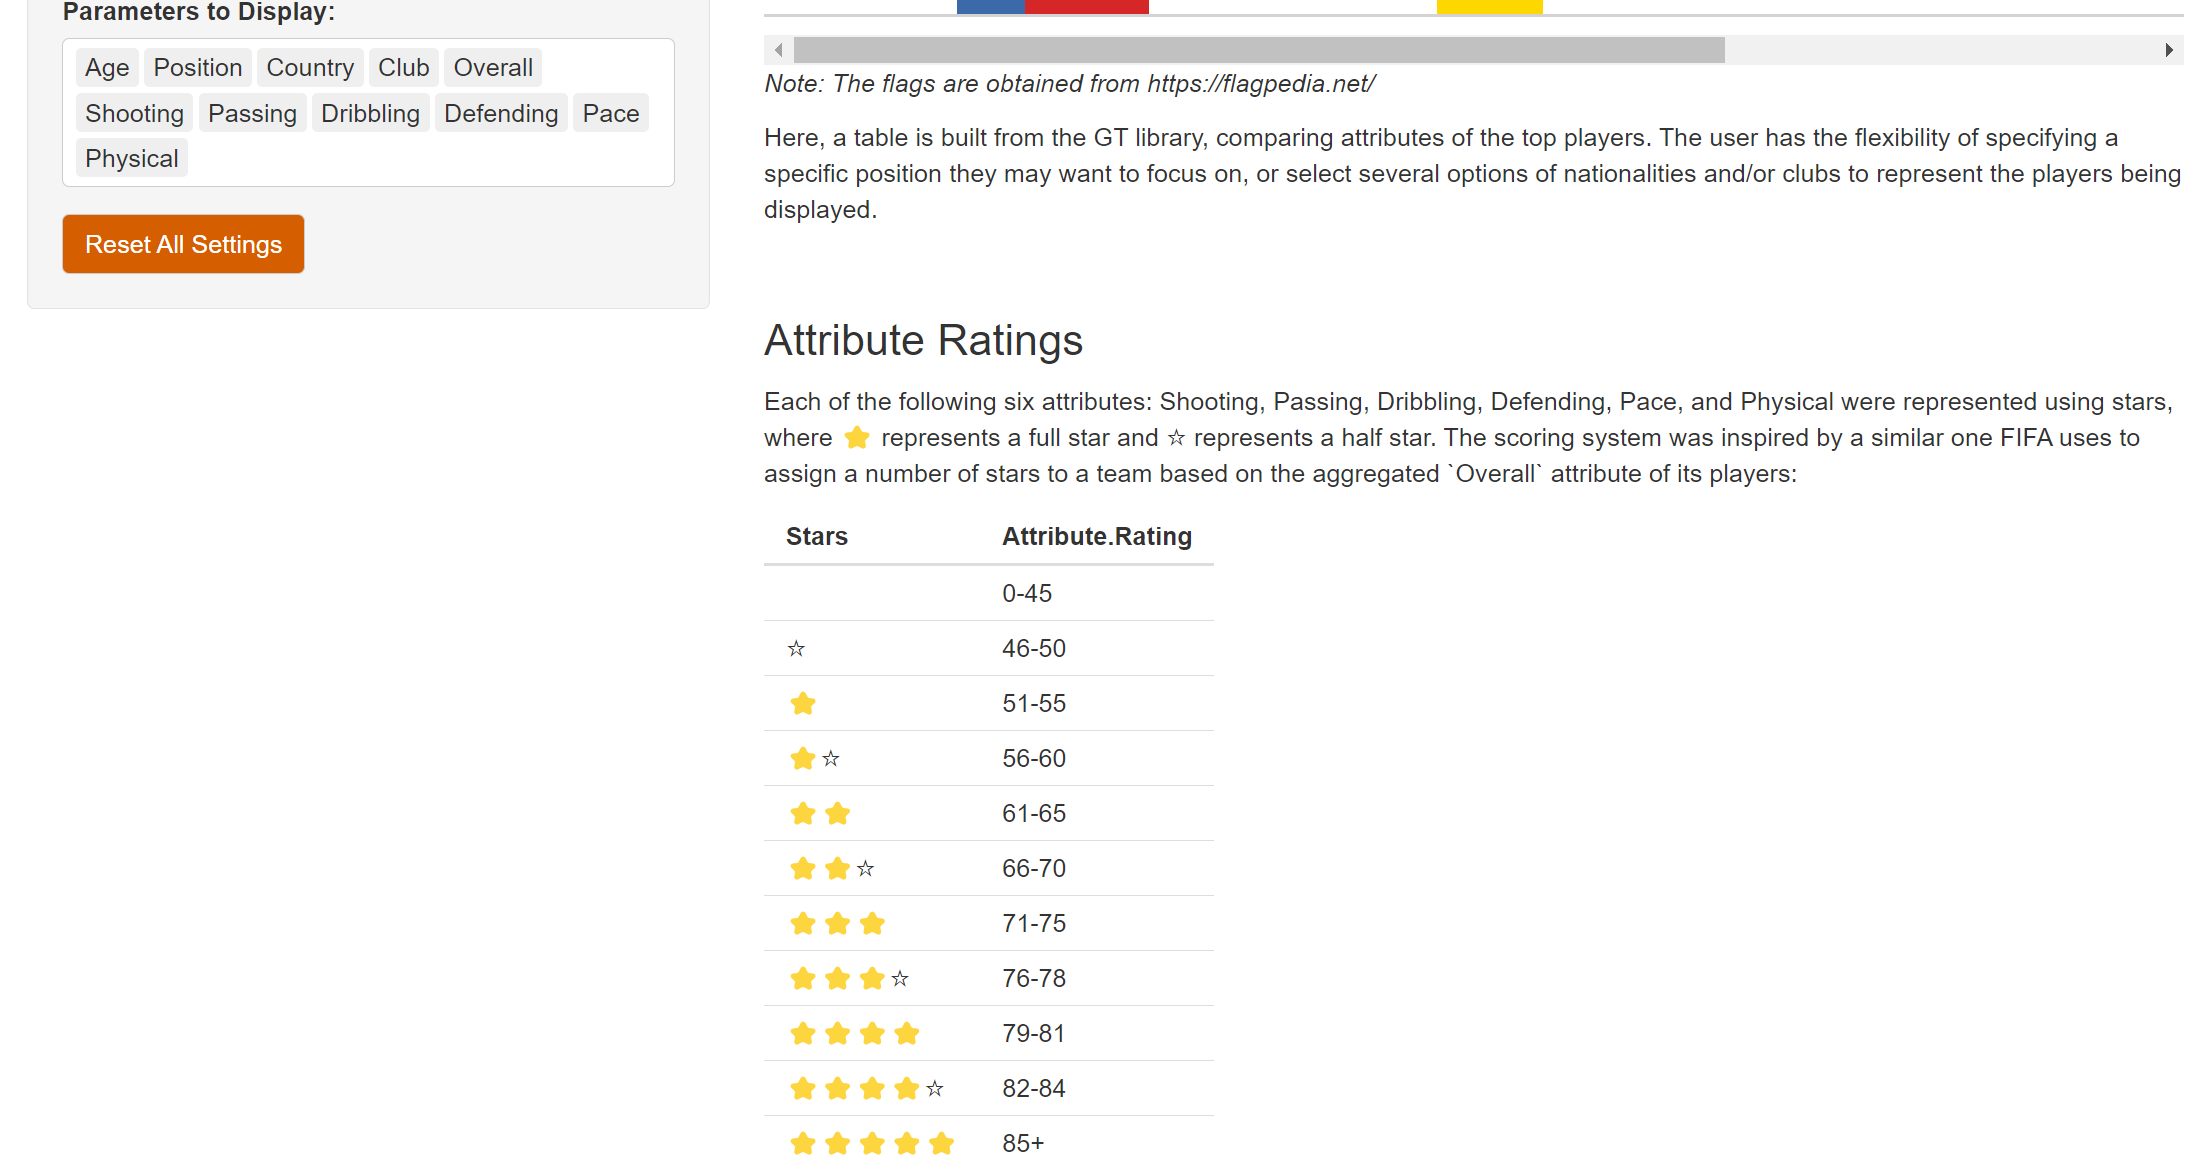 Parameters to Display:
Age Position Country Club Overall
Shooting Passing Dribbling Defending Pace
Physical
Reset All Settings
Note: The flags are obtained from https://flagpedia.net/
Here, a table is built from the GT library, comparing attributes of the top players. The user has the flexibility of specifying a
specific position they may want to focus on, or select several options of nationalities and/or clubs to represent the players being
displayed.
Attribute Ratings
Each of the following six attributes: Shooting, Passing, Dribbling, Defending, Pace, and Physical were represented using stars,
where ⭐ represents a full star and ☆ represents a half star. The scoring system was inspired by a similar one FIFA uses to
assign a number of stars to a team based on the aggregated `Overall` attribute of its players:
Stars Attribute.Rating
0-45
☆ 46-50
⭐ 51-55
⭐☆ 56-60
⭐⭐ 61-65
⭐⭐☆ 66-70
⭐⭐⭐ 71-75
⭐⭐⭐☆ 76-78
⭐⭐⭐⭐ 79-81
⭐⭐⭐⭐☆ 82-84
⭐⭐⭐⭐⭐ 85+